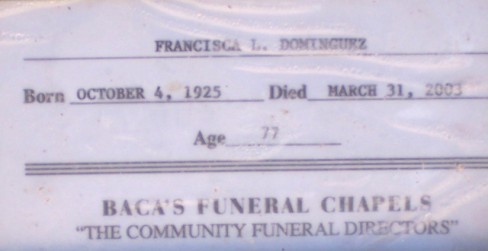 FRANCISCA L. DOMINGUEZ
Born OCTOBER 4, 1925 Died MARCH 31, 2003
Age 77
BACA'S FUNERAL CHAPELS
"THE COMMUNITY FUNERAL DIRECTORS"